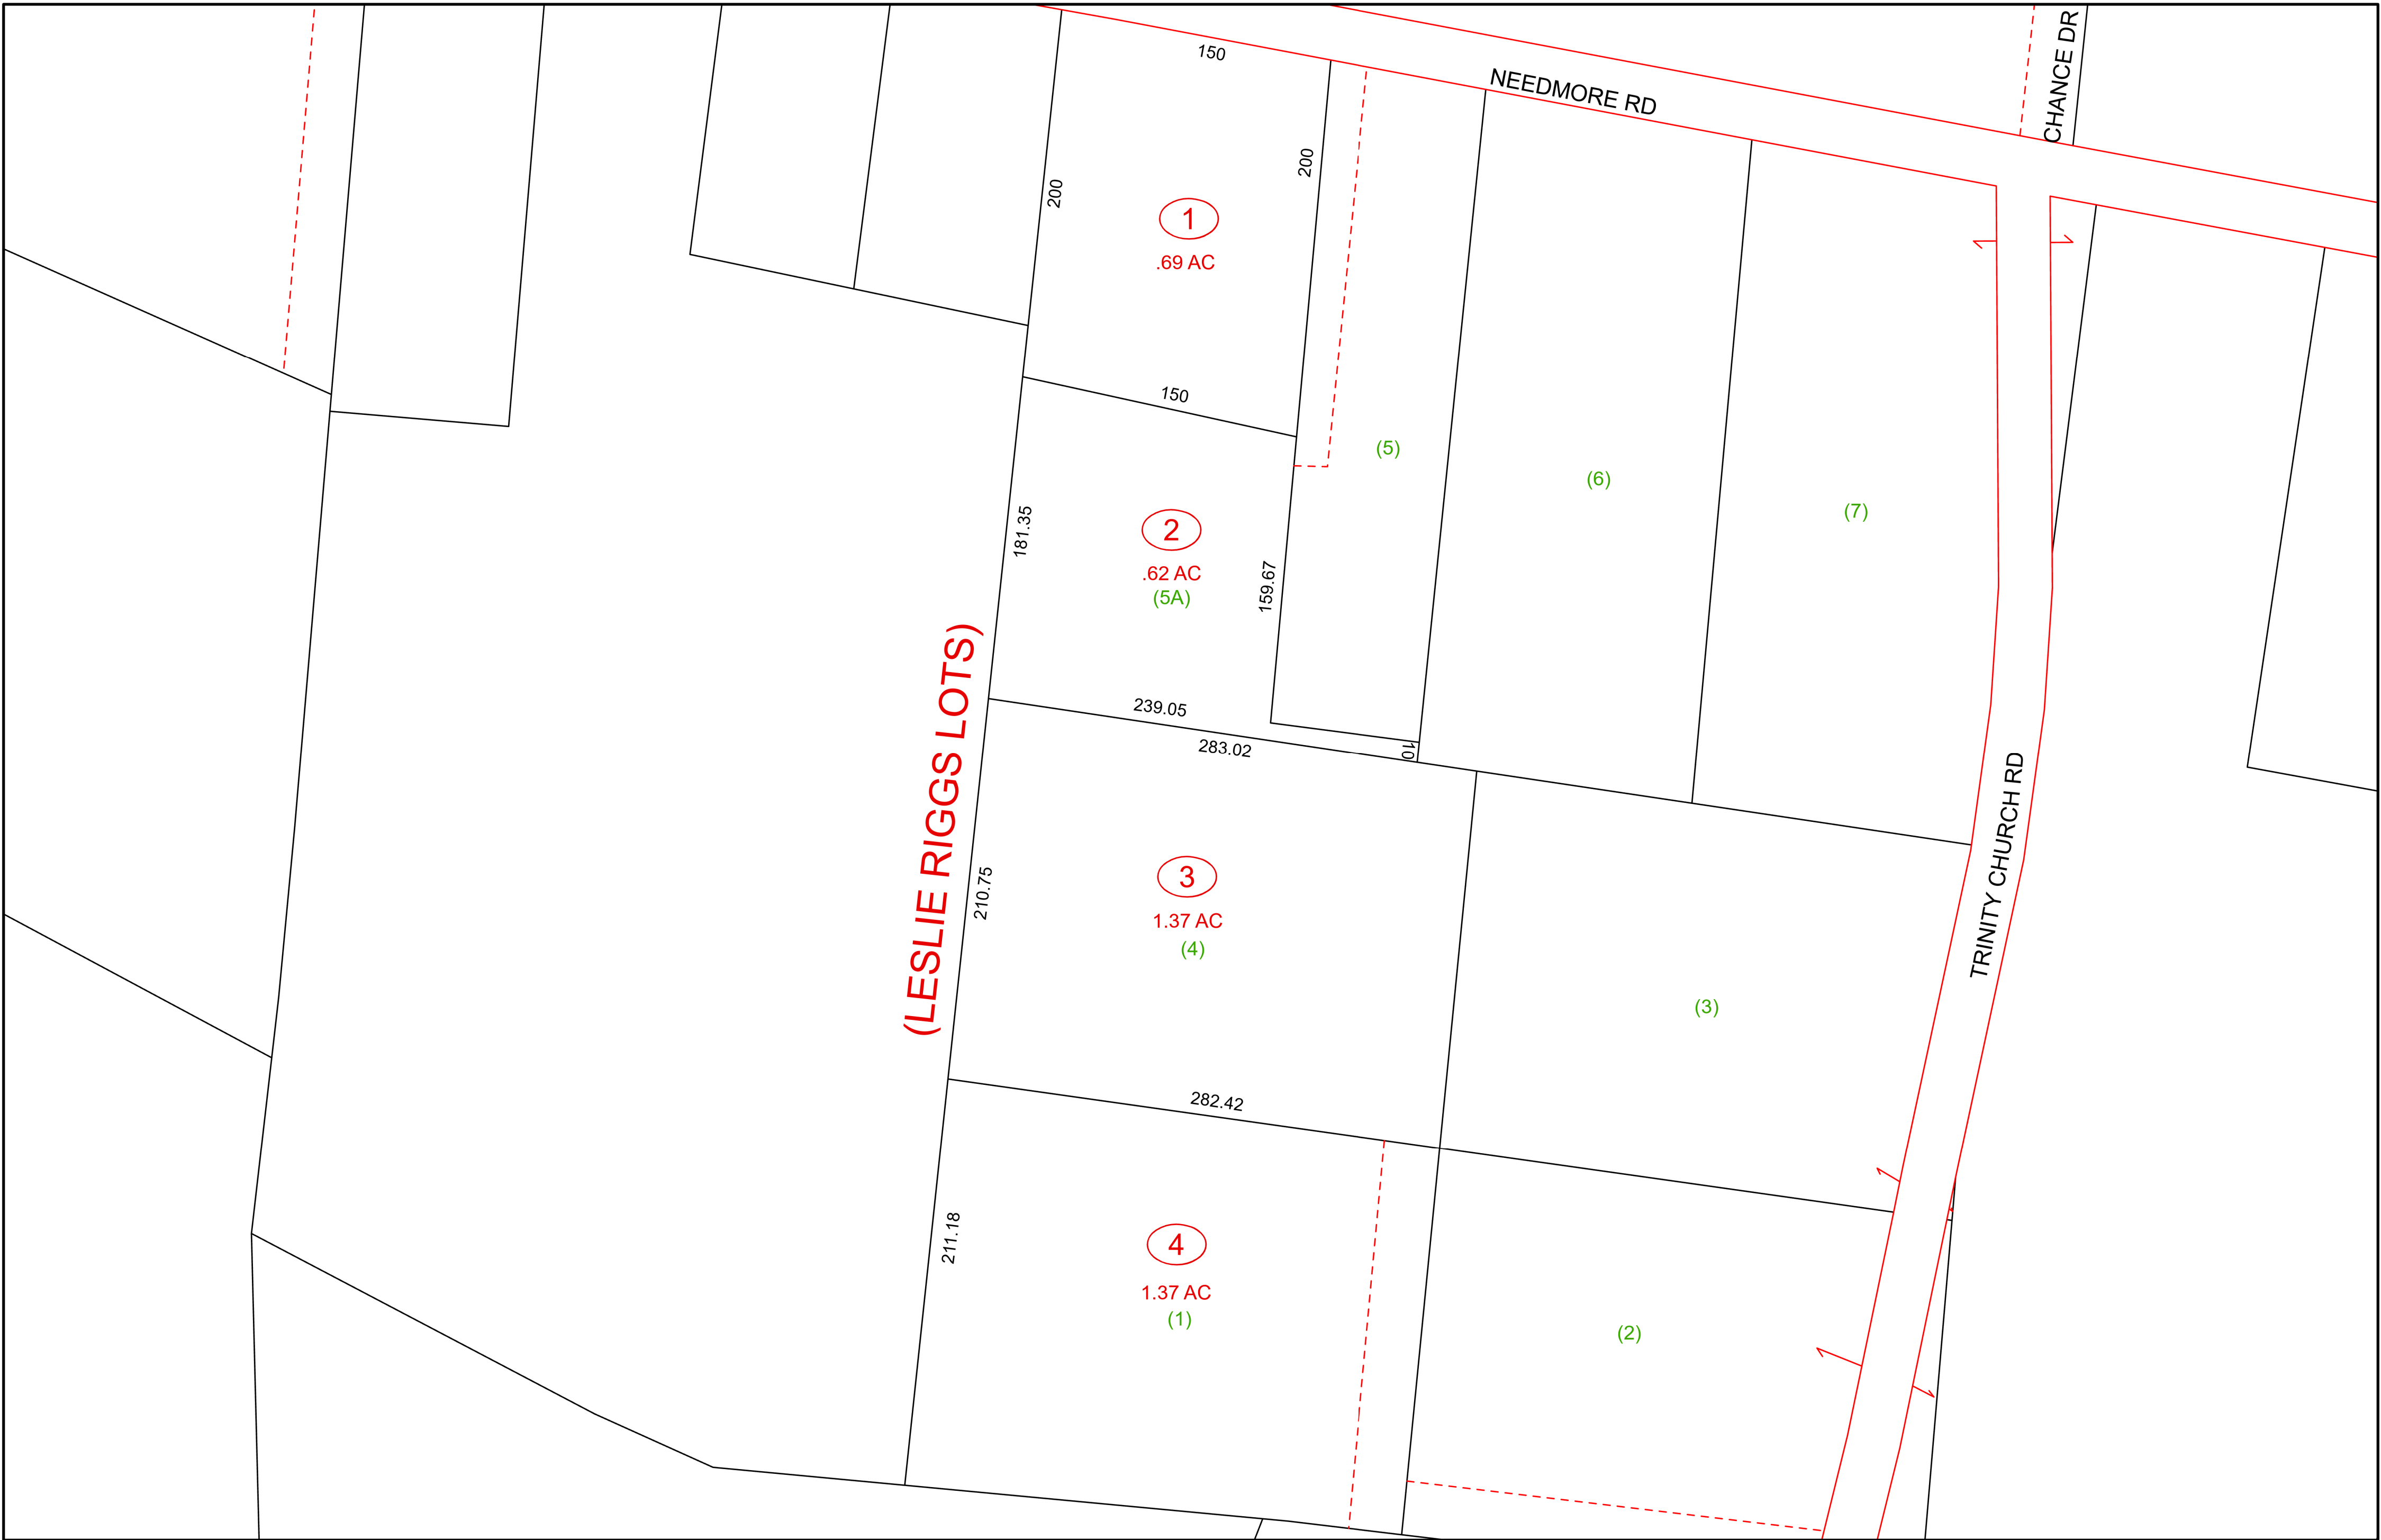 150
NEEDMORE RD
CHANCE DR
200
200
1
.69 AC
150
(5)
(6)
(7)
181.35
2
.62 AC
(5A)
159.67
(LESLIE RIGGS LOTS)
239.05
283.02
10
TRINITY CHURCH RD
210.75
3
1.37 AC
(4)
(3)
282.42
211.18
4
1.37 AC
(1)
(2)